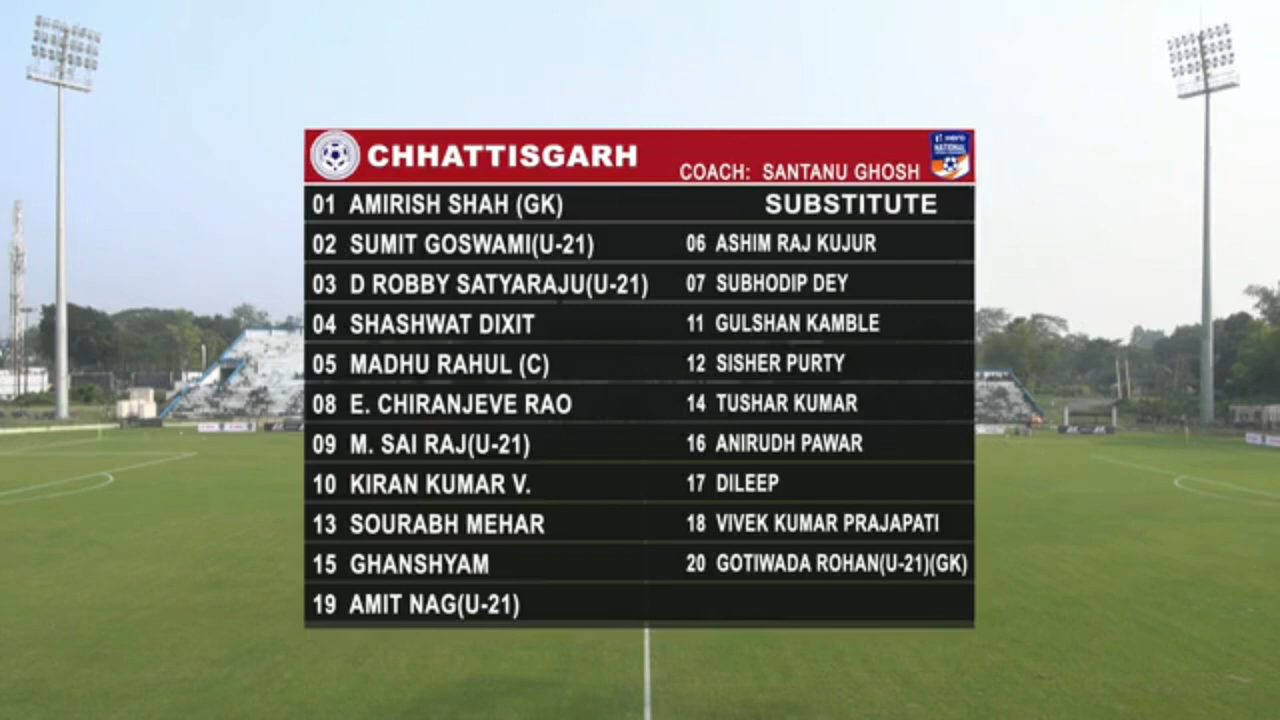 CHHATTISGARH
COACH: SANTANU GHOSH
HERO
NATIONAL
01 AMIRISH SHAH (GK)
02 SUMIT GOSWAMI(U-21)
03 D ROBBY SATYARAJU(U-21)
04 SHASHWAT DIXIT
05 MADHU RAHUL (C)
08 E. CHIRANJEVE RAO
09 M. SAI RAJ(U-21)
10 KIRAN KUMAR V.
13 SOURABH MEHAR
15 GHANSHYAM
19 AMIT NAG(U-21)
SUBSTITUTE
06 ASHIM RAJ KUJUR
07 SUBHODIP DEY
11 GULSHAN KAMBLE
12 SISHER PURTY
14 TUSHAR KUMAR
16 ANIRUDH PAWAR
17 DILEEP
18 VIVEK KUMAR PRAJAPATI
20 GOTIWADA ROHAN(U-21)(GK)